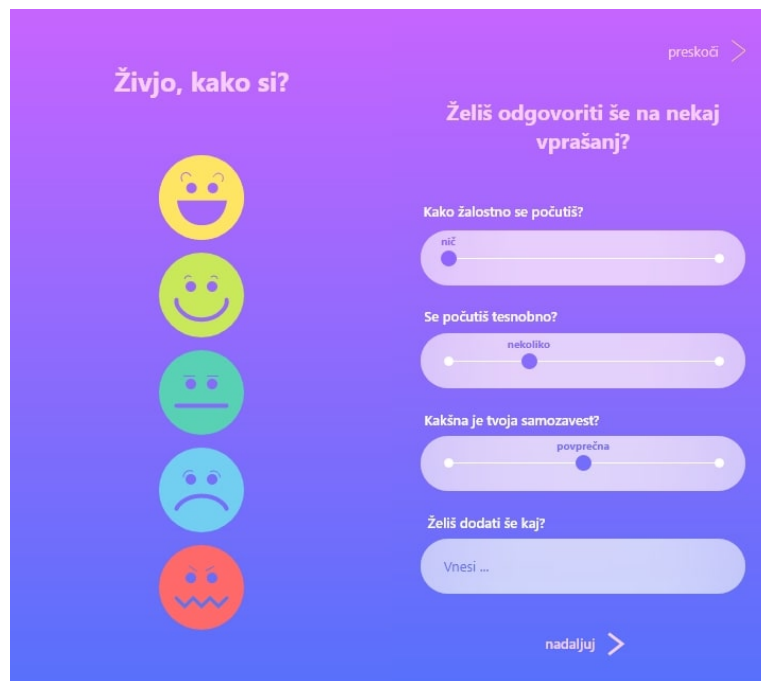 Živjo, kako si?
preskoči
Želiš odgovoriti še na nekaj
vprašanj?
Kako žalostno se počutiš?
nič
Se počutiš tesnobno?
nekoliko
Kakšna je tvoja samozavest?
povprečna
Želiš dodati še kaj?
Vnesi ...
nadaljuj